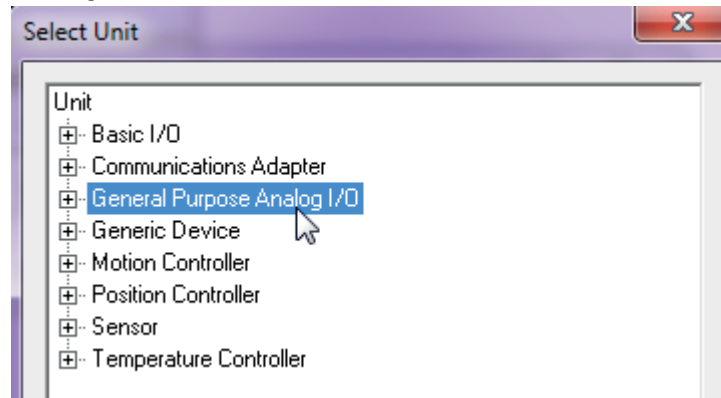 Select Unit
Unit
Basic I/O
Communications Adapter
General Purpose Analog I/O
Generic Device
Motion Controller
Position Controller
Sensor
Temperature Controller